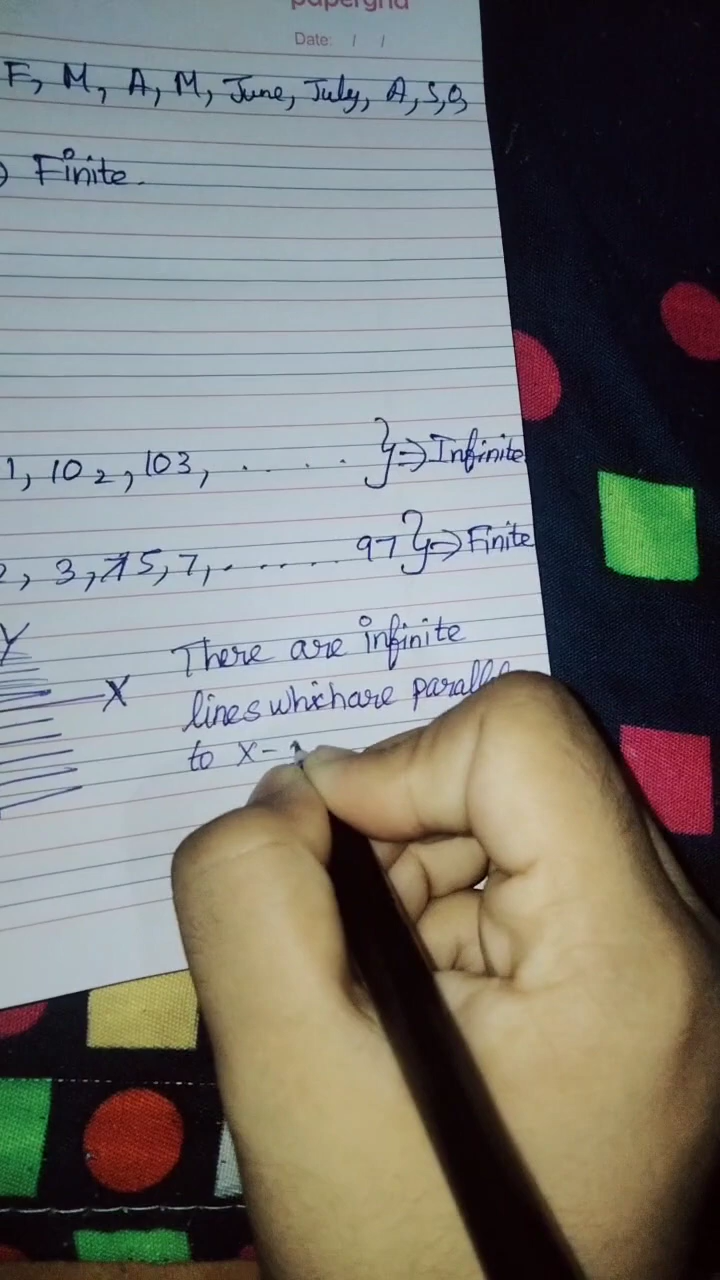 papergrid
Date: / /
F, M, A, M, June, July, A, S, O,
Finite.
1, 102, 103, ..... } ⇒ Infinite
2, 3, 5, 7, ...... 97 } ⇒ Finite
Y
X
There are infinite
lines which are parallel
to X-